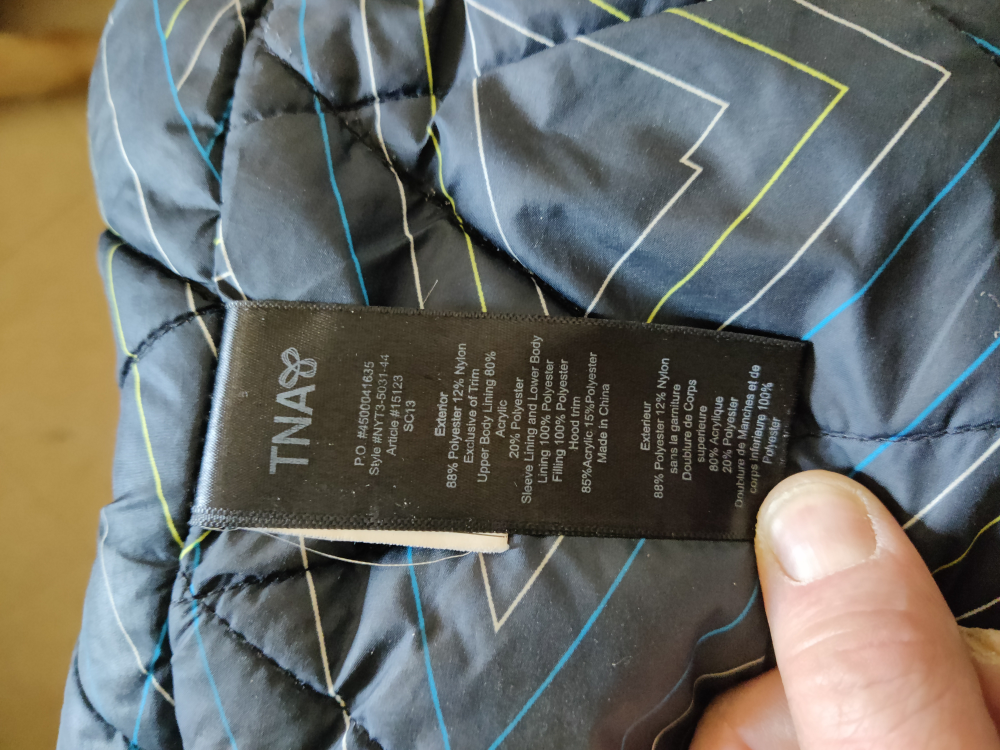 TNA
P.O. #4500041635
Style #NYT3-5031-44
Article #15123
SC13
Exterior
88% Polyester 12% Nylon
Exclusive of Trim
Upper Body Lining 80%
Acrylic
20% Polyester
Sleeve Lining and Lower Body
Lining 100% Polyester
Filling 100% Polyester
Hood trim
85%Acrylic 15%Polyester
Made in China
Exterieur
88% Polyester 12% Nylon
sans la garniture
Doublure de Corps
superieure
80% Acrylique
20% Polyester
Doublure de Manches et de
corps inferieure 100%
Polyester